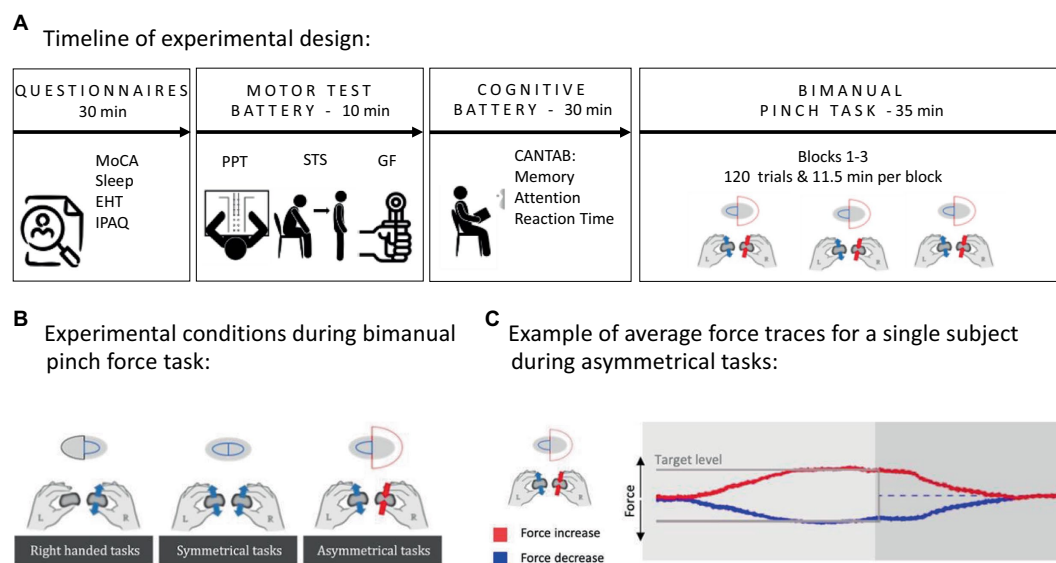 A
Timeline of experimental design:
QUESTIONNAIRES
30 min
MOTOR TEST
BATTERY - 10 min
COGNITIVE
BATTERY - 30 min
BIMANUAL
PINCH TASK - 35 min
MoCA
Sleep
EHT
IPAQ
PPT
STS
GF
CANTAB:
Memory
Attention
Reaction Time
Blocks 1-3
120 trials & 11.5 min per block
L R
L R
L R
B
Experimental conditions during bimanual
pinch force task:
L R
L R
L R
Right handed tasks
Symmetrical tasks
Asymmetrical tasks
C
Example of average force traces for a single subject
during asymmetrical tasks:
L R
Force increase
Force decrease
Force
Target level